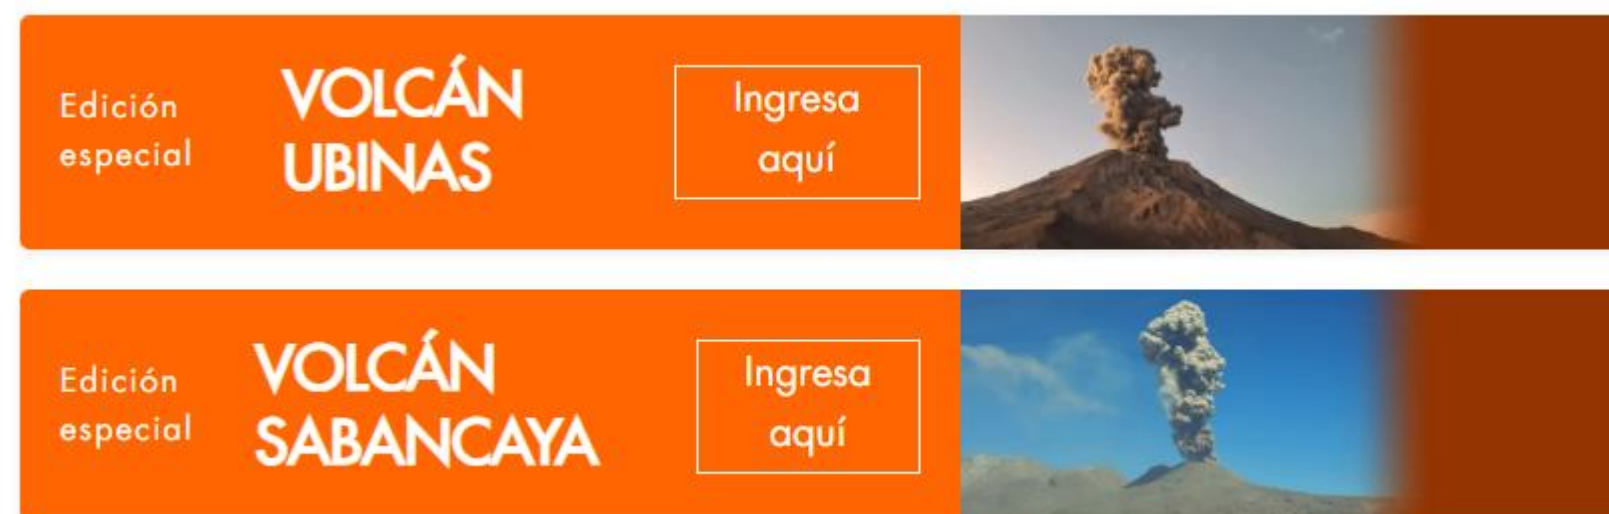 Edición
especial
VOLCÁN
UBINAS
Ingresa
aquí
Edición
especial
VOLCÁN
SABANCAYA
Ingresa
aquí